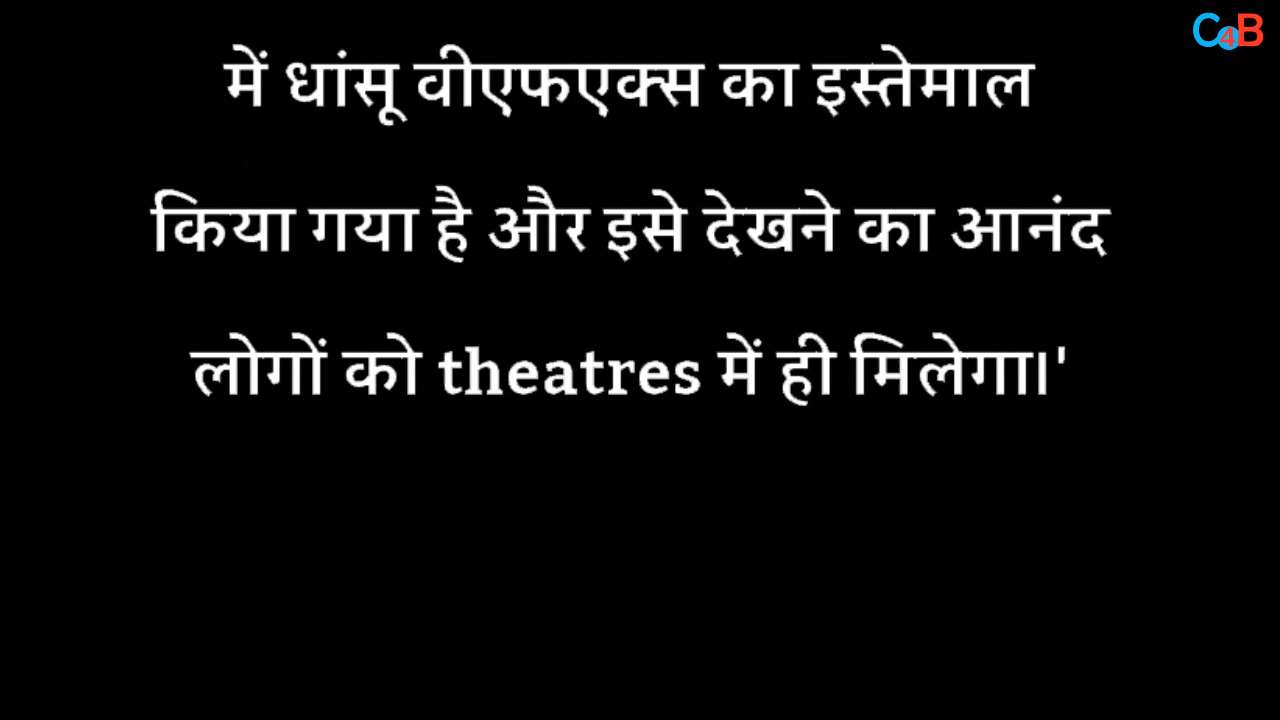 C4B
में धांसू वीएफएक्स का इस्तेमाल
किया गया है और इसे देखने का आनंद
लोगों को theatres में ही मिलेगा।'